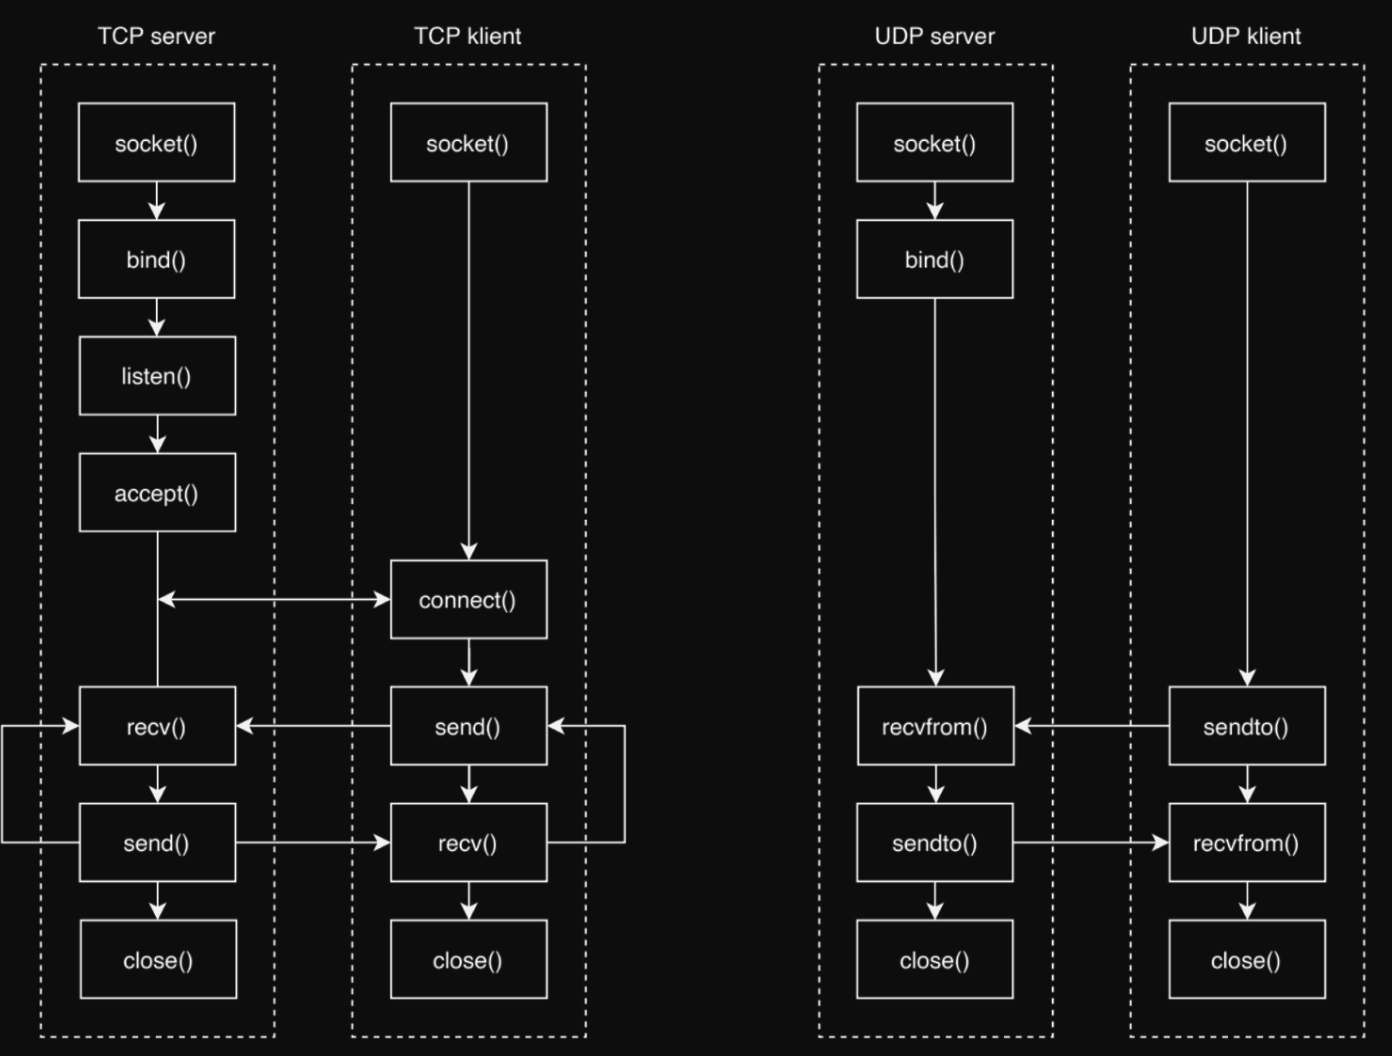 TCP server
TCP klient
UDP server
UDP klient
socket()
socket()
socket()
socket()
bind()
bind()
listen()
accept()
connect()
recv()
send()
recvfrom()
sendto()
send()
recv()
sendto()
recvfrom()
close()
close()
close()
close()